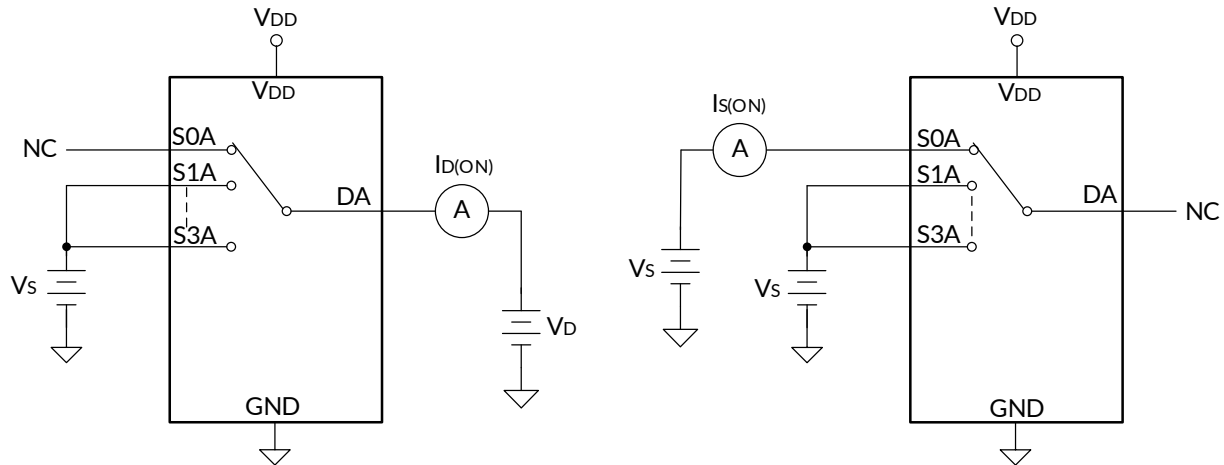 VDD
VDD
NC
S0A
S1A
S3A
DA
ID(ON)
A
VS
VD
GND
VDD
VDD
IS(ON)
A
S0A
S1A
S3A
DA
NC
VS
VS
GND